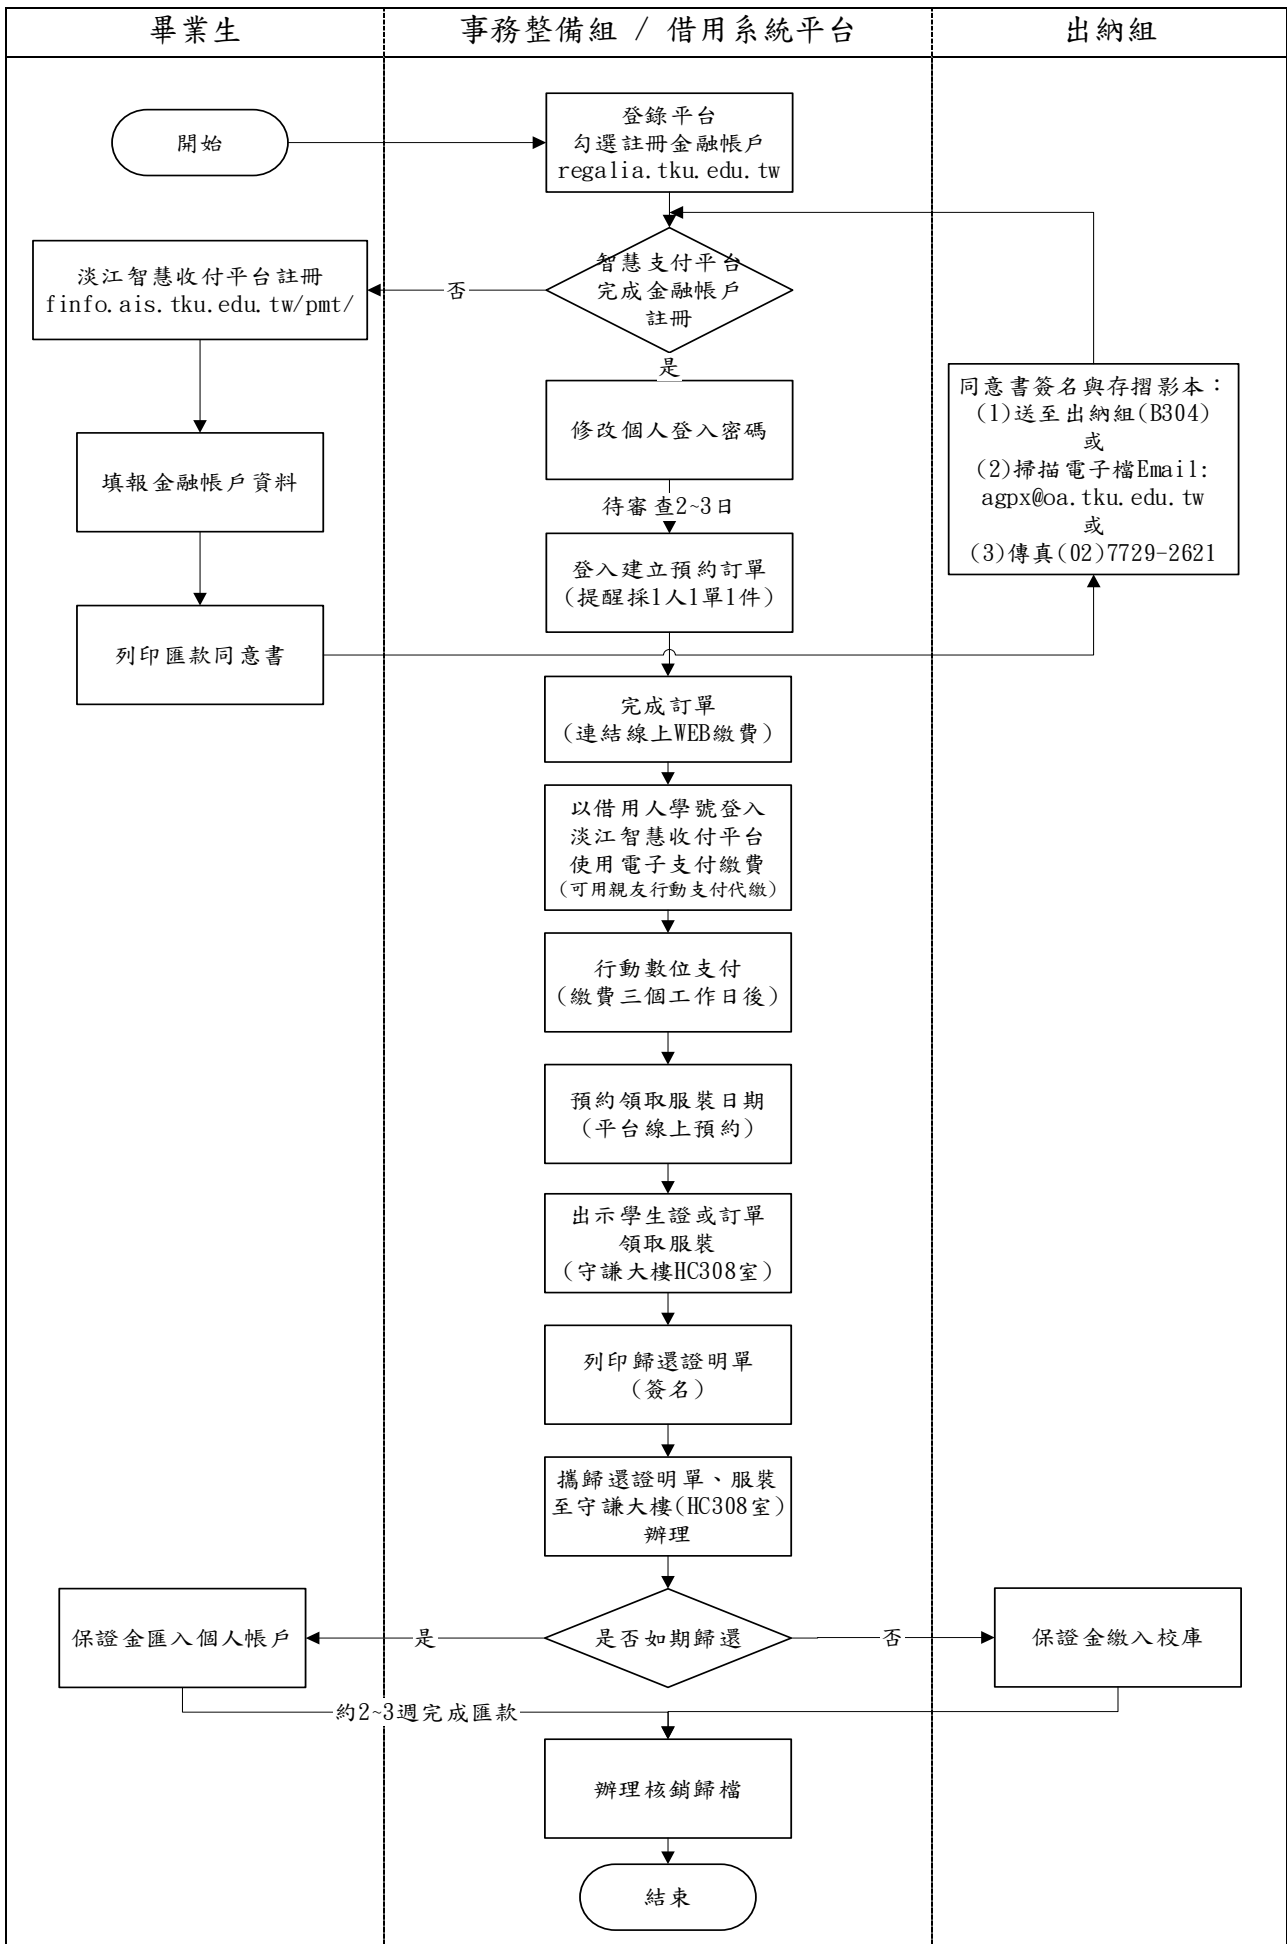 畢業生
事務整備組 / 借用系統平台
出納組
開始
登錄平台
勾選註冊金融帳戶
regalia.tku.edu.tw
智慧支付平台
完成金融帳戶
註冊
否
淡江智慧收付平台註冊
finfo.ais.tku.edu.tw/pmt/
填報金融帳戶資料
列印匯款同意書
同意書簽名與存摺影本：
(1)送至出納組(B304)
或
(2)掃描電子檔Email:
agpx@oa.tku.edu.tw
或
(3)傳真(02)7729-2621
是
修改個人登入密碼
待審查2~3日
登入建立預約訂單
(提醒採1人1單1件)
完成訂單
(連結線上WEB繳費)
以借用人學號登入
淡江智慧收付平台
使用電子支付繳費
(可用親友行動支付代繳)
行動數位支付
(繳費三個工作日後)
預約領取服裝日期
(平台線上預約)
出示學生證或訂單
領取服裝
(守謙大樓HC308室)
列印歸還證明單
(簽名)
攜歸還證明單、服裝
至守謙大樓(HC308室)
辦理
是否如期歸還
是
保證金匯入個人帳戶
否
保證金繳入校庫
約2~3週完成匯款
辦理核銷歸檔
結束